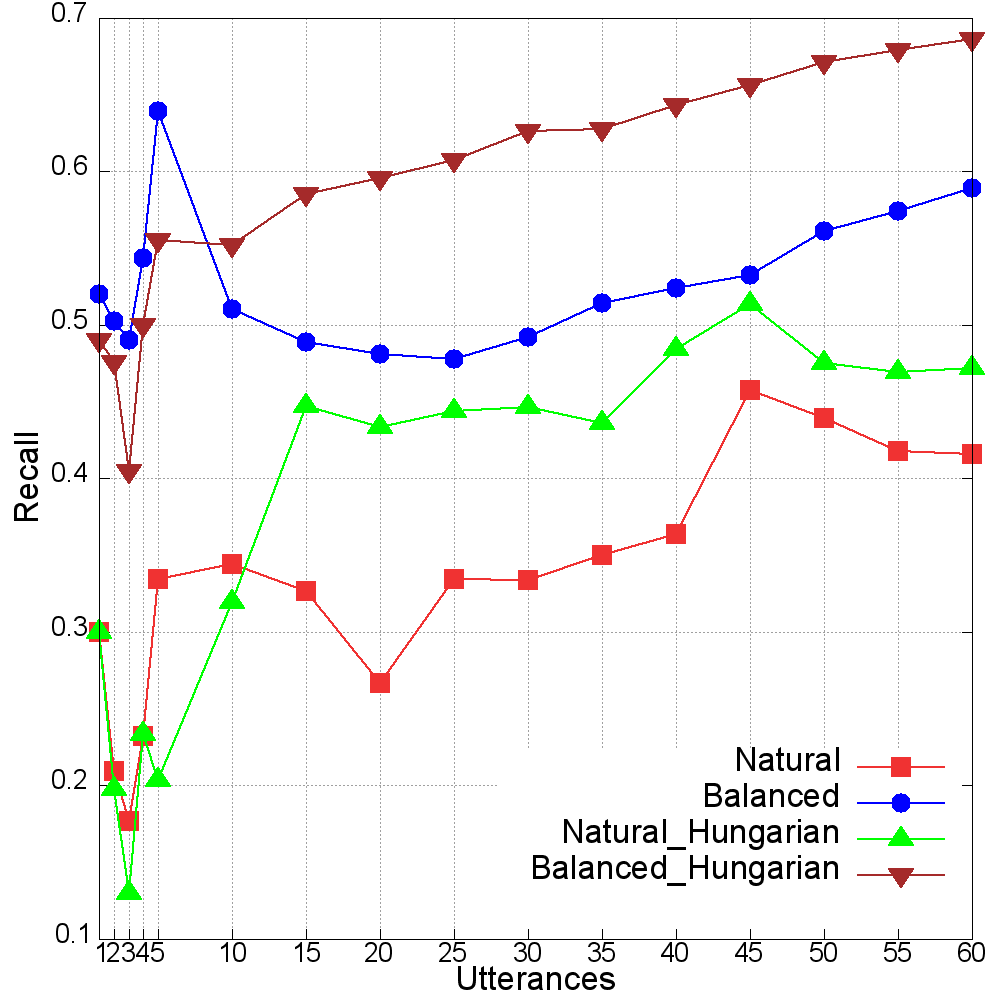 0.7
0.6
0.5
0.4
0.3
0.2
0.1
Recall
Natural
Balanced
Natural_Hungarian
Balanced_Hungarian
1 2 3 4 5 10 15 20 25 30 35 40 45 50 55 60
Utterances